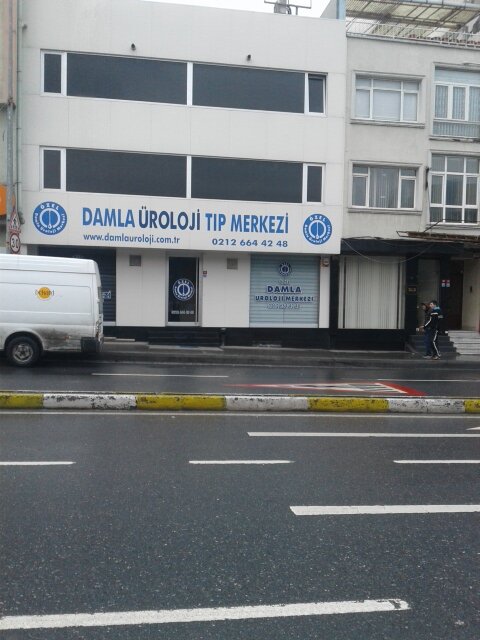 DAMLA ÜROLOJİ TIP MERKEZİ
www.damlauroloji.com.tr 0212 664 42 48
ÖZEL
DAMLA
ÜROLOJİ MERKEZİ